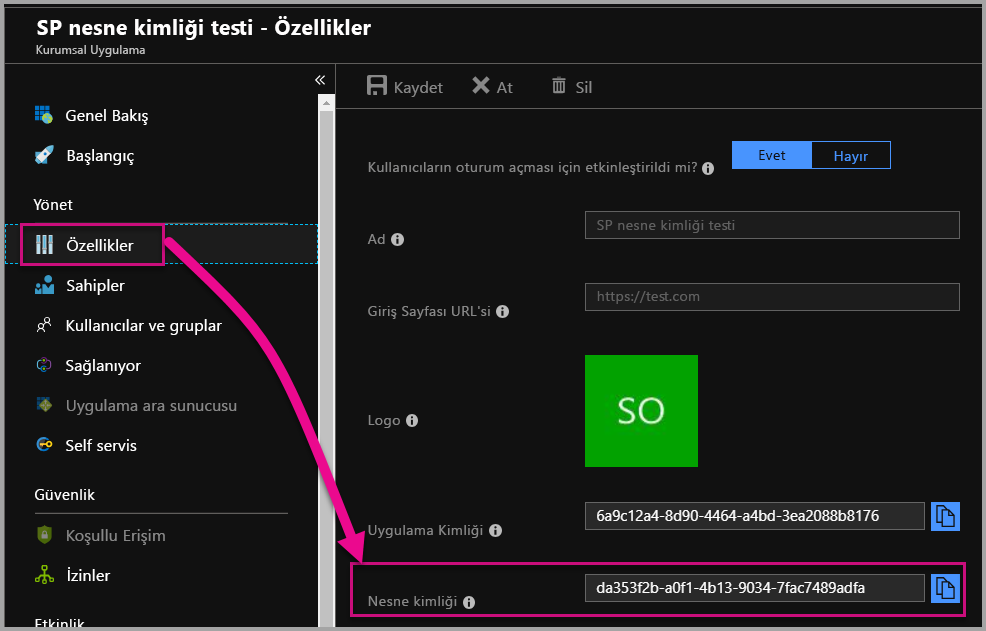 SP nesne kimliği testi - Özellikler
Kurumsal Uygulama
«
Genel Bakış
Başlangıç
Yönet
Özellikler
Sahipler
Kullanıcılar ve gruplar
Sağlanıyor
Uygulama ara sunucusu
Self servis
Güvenlik
Koşullu Erişim
İzinler
Etkinlik
Kaydet At Sil
Kullanıcıların oturum açması için etkinleştirildi mi? Evet Hayır
Ad SP nesne kimliği testi
Giriş Sayfası URL'si https://test.com
Logo SO
Uygulama Kimliği 6a9c12a4-8d90-4464-a4bd-3ea2088b8176
Nesne kimliği da353f2b-a0f1-4b13-9034-7fac7489adfa